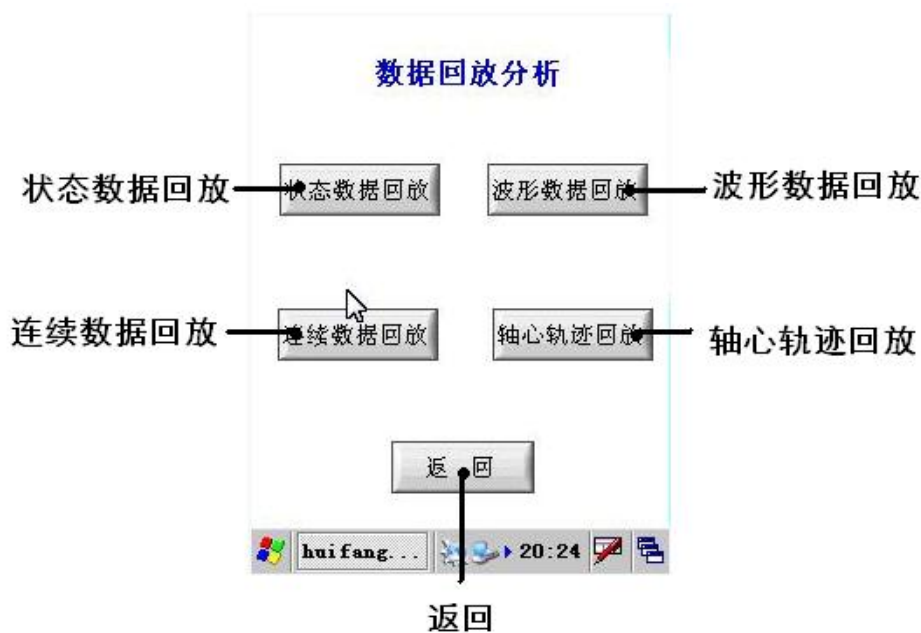 数据回放分析
状态数据回放
状态数据回放
波形数据回放
波形数据回放
连续数据回放
连续数据回放
轴心轨迹回放
轴心轨迹回放
返 回
huifang...
20:24
返回